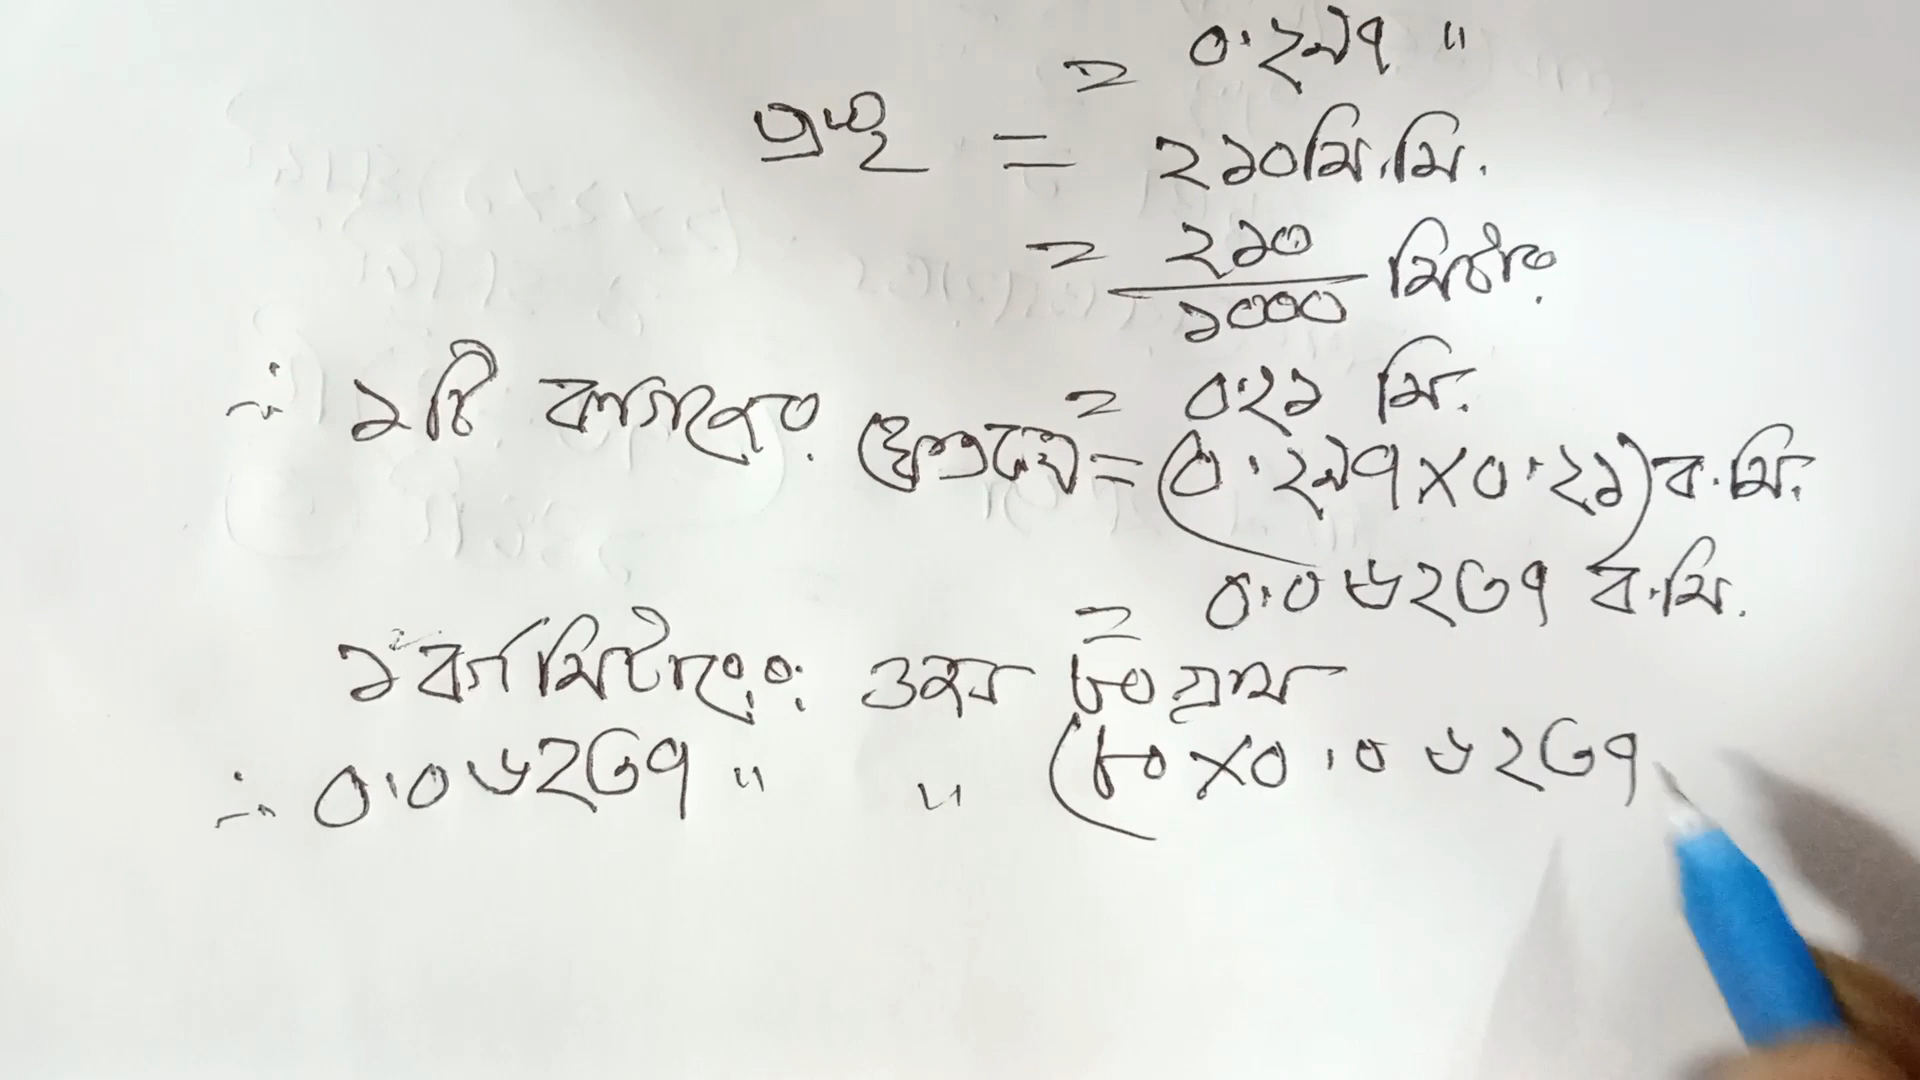 = ০.২৯৭ "
প্রস্থ = ২১০ মি.মি.
= ২১০/১০০০ মিটার
= ০.২১ মি.
∴ ১টি কাগজের ক্ষেত্রফল = (০.২৯৭×০.২১) ব.মি.
= ০.০৬২৩৭ ব.মি.
১ বর্গমিটারের ওজন ৮০ গ্রাম
∴ ০.০৬২৩৭ " " (৮০×০.০৬২৩৭